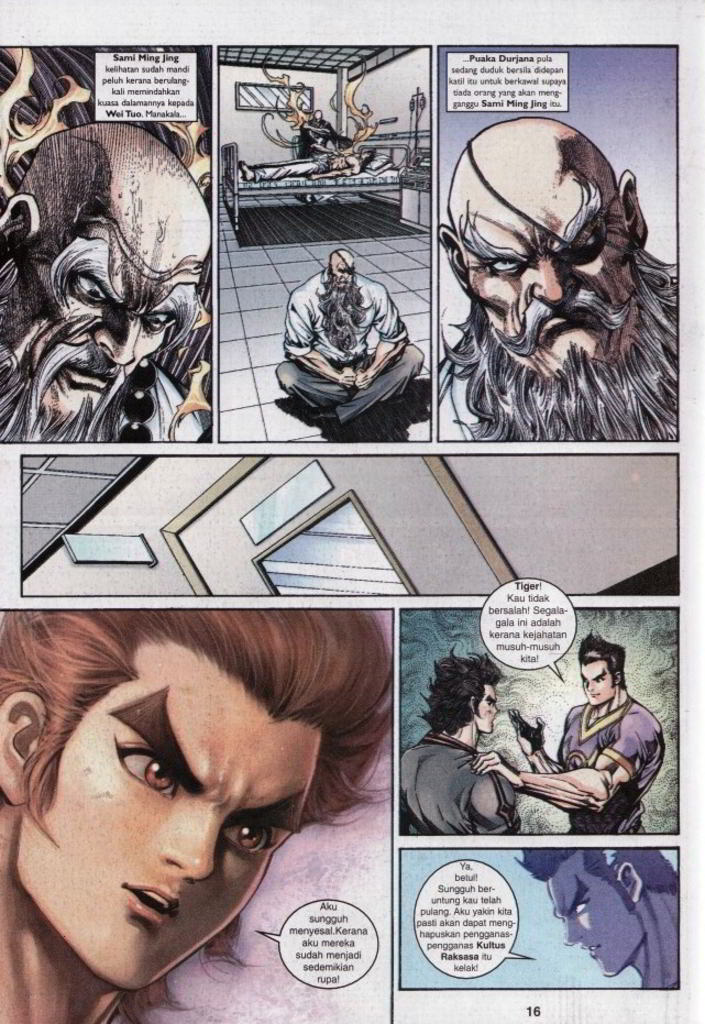 Sami Ming Jing
kelihatan sudah mandi
peluh kerana berulang-
kali memindahkan
kuasa dalamannya kepada
Wei Tuo. Manakala...
...Puaka Durjana pula
sedang duduk bersila didepan
katil itu untuk berkawal supaya
tiada orang yang akan meng-
ganggu Sami Ming Jing itu.
Tiger!
Kau tidak
bersalah! Segala-
gala ini adalah
kerana kejahatan
musuh-musuh
kita!
Aku
sungguh
menyesal.Kerana
aku mereka
sudah menjadi
sedemikian
rupa!
Ya,
betul!
Sungguh ber-
untung kau telah
pulang. Aku yakin kita
pasti akan dapat meng-
hapuskan pengganas-
pengganas Kultus
Raksasa itu
kelak!
16